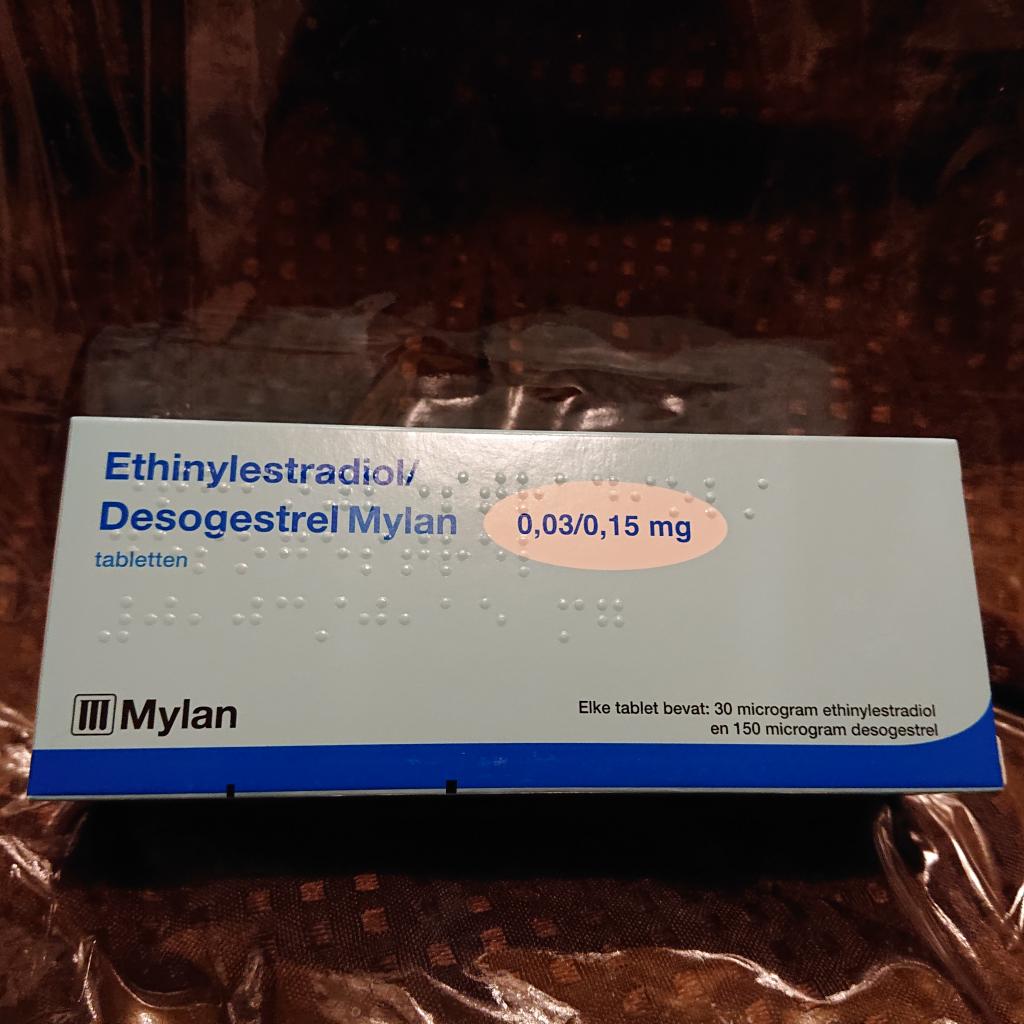 Ethinylestradiol/
Desogestrel Mylan 0,03/0,15 mg
tabletten
Mylan
Elke tablet bevat: 30 microgram ethinylestradiol
en 150 microgram desogestrel